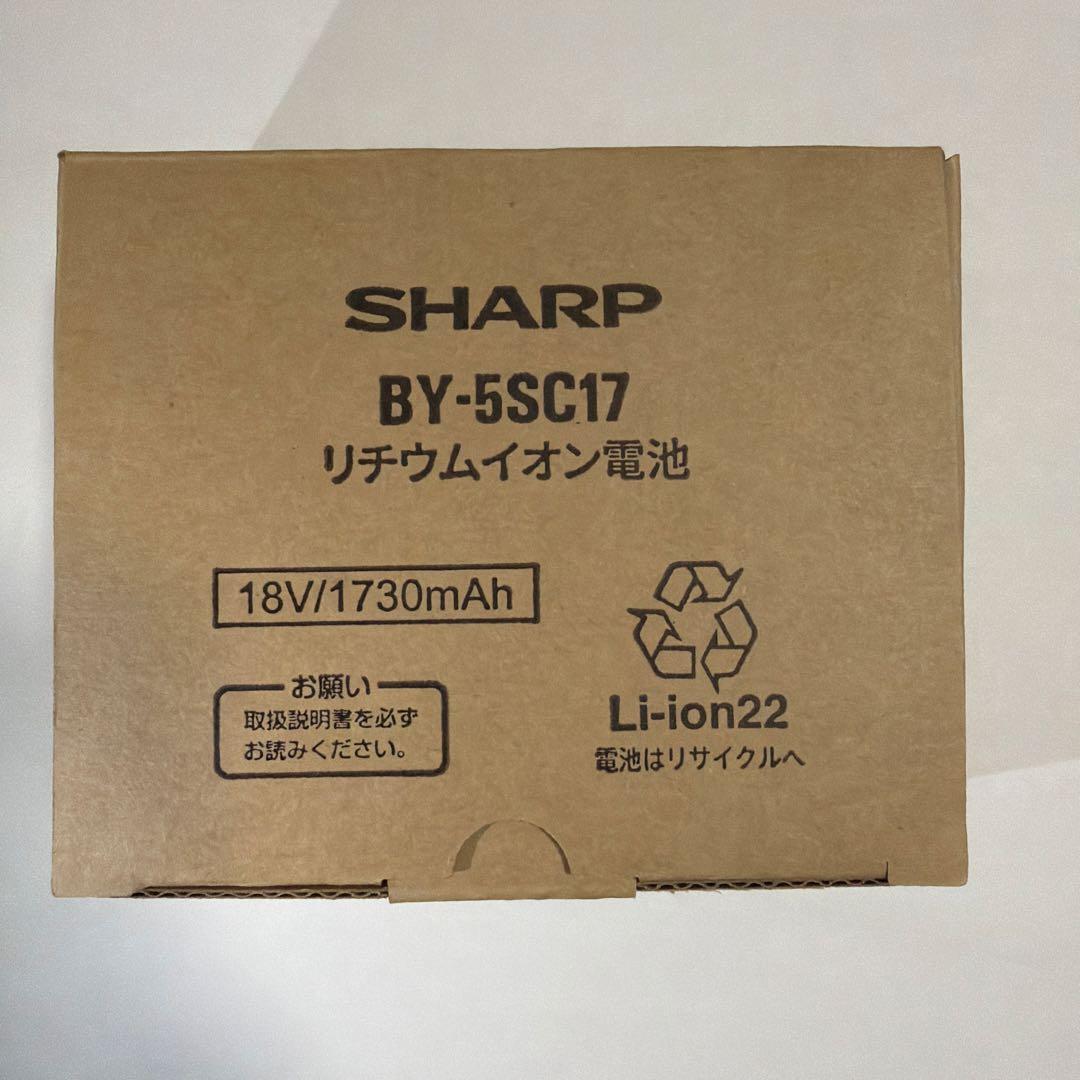 SHARP
BY-5SC17
リチウムイオン電池
18V/1730mAh
お願い
取扱説明書を必ず
お読みください。
Li-ion22
電池はリサイクルへ